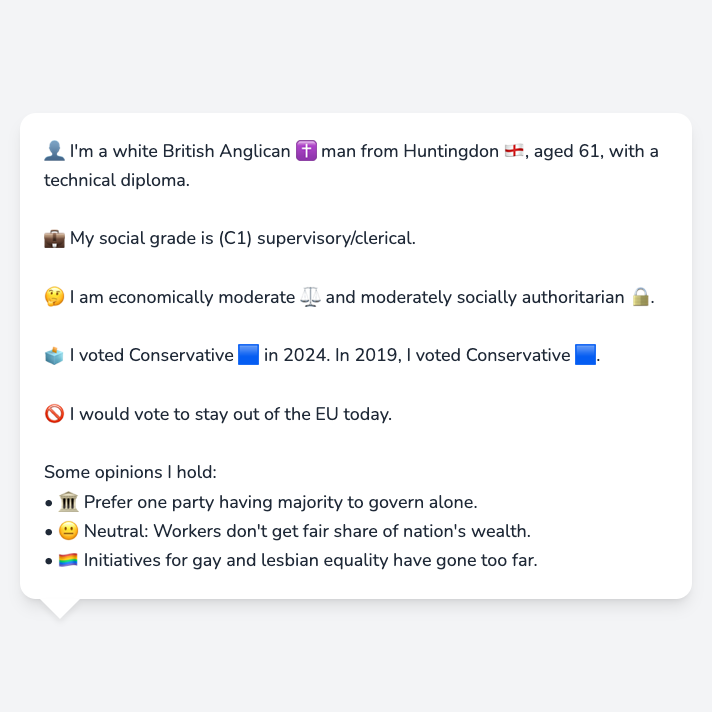 👤 I'm a white British Anglican ✝️ man from Huntingdon 🏴󠁧󠁢󠁥󠁮󠁧󠁿, aged 61, with a
technical diploma.
💼 My social grade is (C1) supervisory/clerical.
🤔 I am economically moderate ⚖️ and moderately socially authoritarian 🔒.
🗳️ I voted Conservative 🟦 in 2024. In 2019, I voted Conservative 🟦.
🚫 I would vote to stay out of the EU today.
Some opinions I hold:
• 🏛️ Prefer one party having majority to govern alone.
• 😐 Neutral: Workers don't get fair share of nation's wealth.
• 🏳️‍🌈 Initiatives for gay and lesbian equality have gone too far.